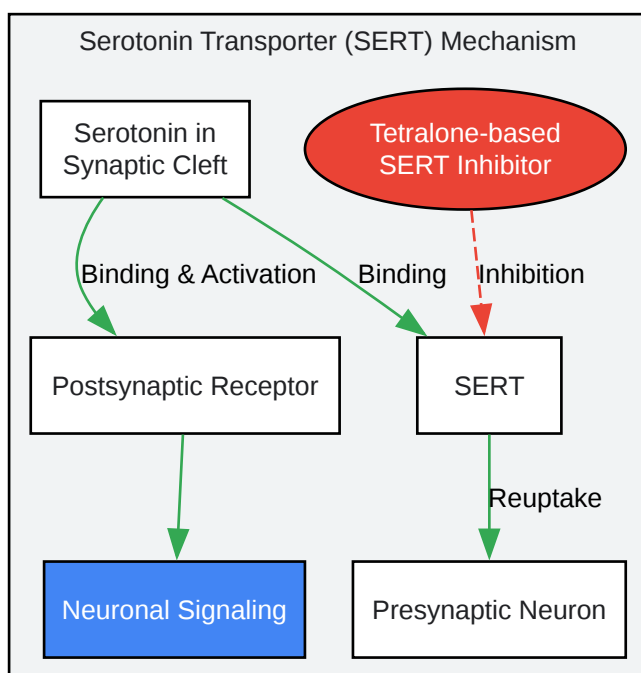 Serotonin Transporter (SERT) Mechanism
Serotonin in
Synaptic Cleft
Tetralone-based
SERT Inhibitor
Binding & Activation
Binding
Inhibition
Postsynaptic Receptor
SERT
Reuptake
Neuronal Signaling
Presynaptic Neuron